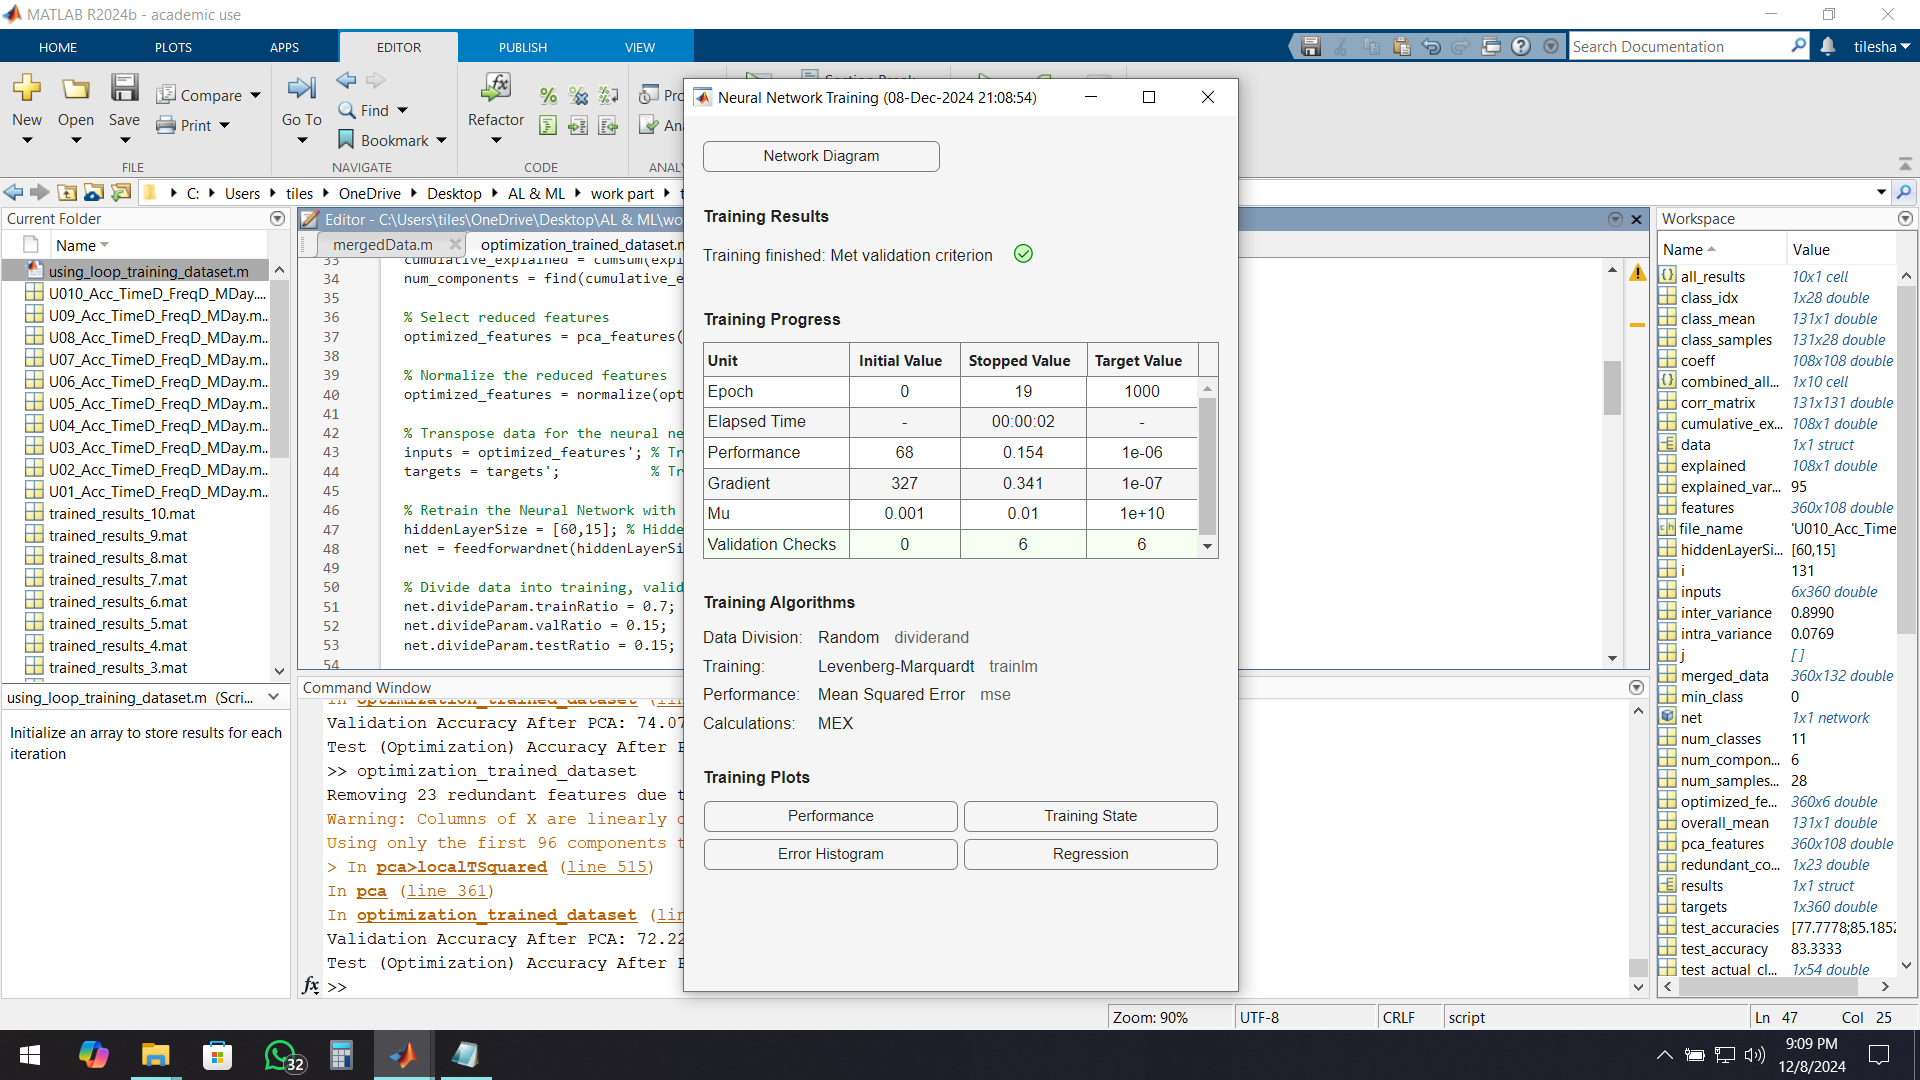 MATLAB R2024b - academic use
HOME PLOTS APPS EDITOR PUBLISH VIEW
Search Documentation
tilesha
New Open Save Compare Print
Go To Find Bookmark
Refactor
FILE NAVIGATE CODE
C: Users tiles OneDrive Desktop AL & ML work part
Current Folder
Name
using_loop_training_dataset.m
U010_Acc_TimeD_FreqD_MDay....
U09_Acc_TimeD_FreqD_MDay.m...
U08_Acc_TimeD_FreqD_MDay.m...
U07_Acc_TimeD_FreqD_MDay.m...
U06_Acc_TimeD_FreqD_MDay.m...
U05_Acc_TimeD_FreqD_MDay.m...
U04_Acc_TimeD_FreqD_MDay.m...
U03_Acc_TimeD_FreqD_MDay.m...
U02_Acc_TimeD_FreqD_MDay.m...
U01_Acc_TimeD_FreqD_MDay.m...
trained_results_10.mat
trained_results_9.mat
trained_results_8.mat
trained_results_7.mat
trained_results_6.mat
trained_results_5.mat
trained_results_4.mat
trained_results_3.mat
using_loop_training_dataset.m (Scri...
Initialize an array to store results for each
iteration
Editor - C:\Users\tiles\OneDrive\Desktop\AL & ML\wo
mergedData.m optimization_trained_dataset.m
33 cumulative_explained = cumsum(expl
34 num_components = find(cumulative_e
35
36 % Select reduced features
37 optimized_features = pca_features(
38
39 % Normalize the reduced features
40 optimized_features = normalize(opt
41
42 % Transpose data for the neural ne
43 inputs = optimized_features'; % Tr
44 targets = targets'; % Tr
45
46 % Retrain the Neural Network with
47 hiddenLayerSize = [60,15]; % Hidde
48 net = feedforwardnet(hiddenLayerSi
49
50 % Divide data into training, valid
51 net.divideParam.trainRatio = 0.7;
52 net.divideParam.valRatio = 0.15;
53 net.divideParam.testRatio = 0.15;
54
Command Window
In optimization_trained_dataset (lin
Validation Accuracy After PCA: 74.07
Test (Optimization) Accuracy After P
>> optimization_trained_dataset
Removing 23 redundant features due t
Warning: Columns of X are linearly d
Using only the first 96 components t
> In pca>localTSquared (line 515)
In pca (line 361)
In optimization_trained_dataset (lin
Validation Accuracy After PCA: 72.22
Test (Optimization) Accuracy After P
fx >>
Neural Network Training (08-Dec-2024 21:08:54)
Network Diagram
Training Results
Training finished: Met validation criterion
Training Progress
Unit Initial Value Stopped Value Target Value
Epoch 0 19 1000
Elapsed Time - 00:00:02 -
Performance 68 0.154 1e-06
Gradient 327 0.341 1e-07
Mu 0.001 0.01 1e+10
Validation Checks 0 6 6
Training Algorithms
Data Division: Random dividerand
Training: Levenberg-Marquardt trainlm
Performance: Mean Squared Error mse
Calculations: MEX
Training Plots
Performance Training State
Error Histogram Regression
Workspace
Name Value
all_results 10x1 cell
class_idx 1x28 double
class_mean 131x1 double
class_samples 131x28 double
coeff 108x108 double
combined_all... 1x10 cell
corr_matrix 131x131 double
cumulative_ex... 108x1 double
data 1x1 struct
explained 108x1 double
explained_var... 95
features 360x108 double
file_name 'U010_Acc_Time
hiddenLayerSi... [60,15]
i 131
inputs 6x360 double
inter_variance 0.8990
intra_variance 0.0769
j []
merged_data 360x132 double
min_class 0
net 1x1 network
num_classes 11
num_compon... 6
num_samples... 28
optimized_fe... 360x6 double
overall_mean 131x1 double
pca_features 360x108 double
redundant_co... 1x23 double
results 1x1 struct
targets 1x360 double
test_accuracies [77.7778;85.1852
test_accuracy 83.3333
test_actual_cl... 1x54 double
Zoom: 90% UTF-8 CRLF script Ln 47 Col 25
32
9:09 PM
12/8/2024